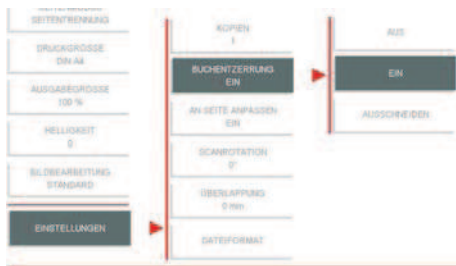 SEITENTRENNUNG
DRUCKGRÖSSE
DIN A4
AUSGABEGRÖSSE
100 %
HELLIGKEIT
0
BILDBEARBEITUNG
STANDARD
EINSTELLUNGEN
KOPIEN
1
BUCHENTZERRUNG
EIN
AN SEITE ANPASSEN
EIN
SCANROTATION
0°
ÜBERLAPPUNG
0 mm
DATEIFORMAT
AUS
EIN
AUSSCHNEIDEN